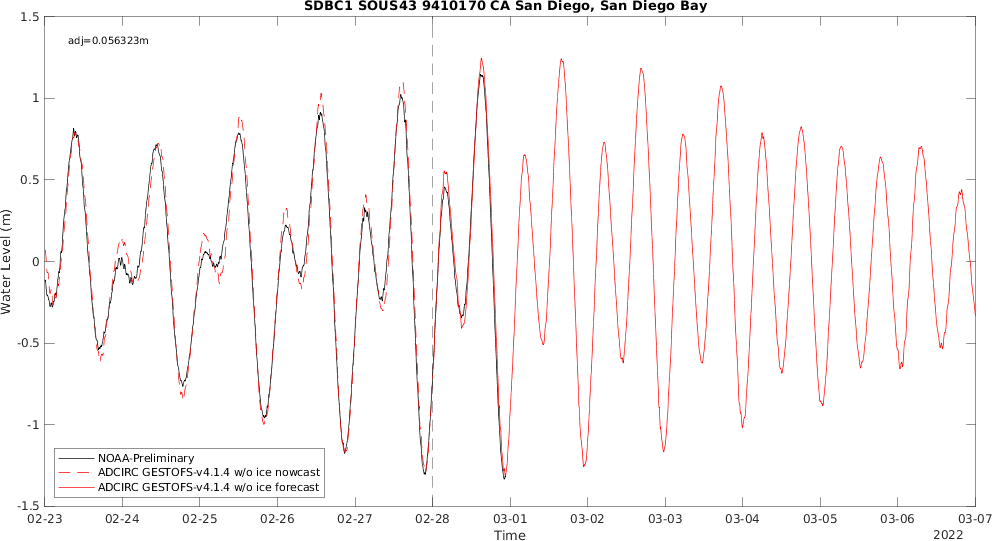 SDBC1 SOUS43 9410170 CA San Diego, San Diego Bay
adj=0.056323m
1.5
1
0.5
0
-0.5
-1
-1.5
Water Level (m)
NOAA-Preliminary
ADCIRC GESTOFS-v4.1.4 w/o ice nowcast
ADCIRC GESTOFS-v4.1.4 w/o ice forecast
02-23 02-24 02-25 02-26 02-27 02-28 03-01 03-02 03-03 03-04 03-05 03-06 03-07
Time
2022